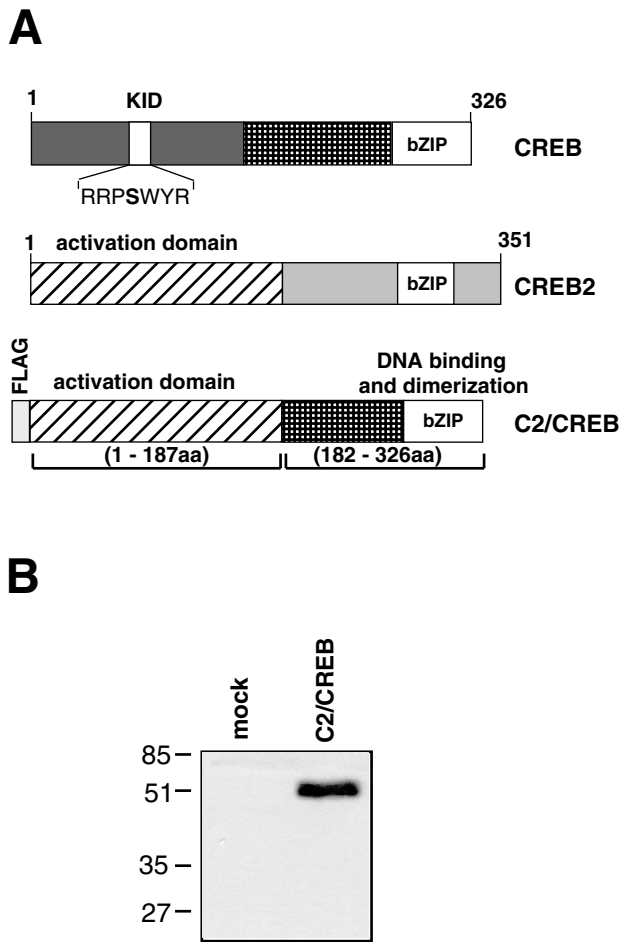 A
1 KID 326
bZIP CREB
RRPSWYR
1 activation domain 351
bZIP CREB2
FLAG
DNA binding
activation domain and dimerization
bZIP C2/CREB
(1 - 187aa) (182 - 326aa)
B
mock C2/CREB
85
51
35
27